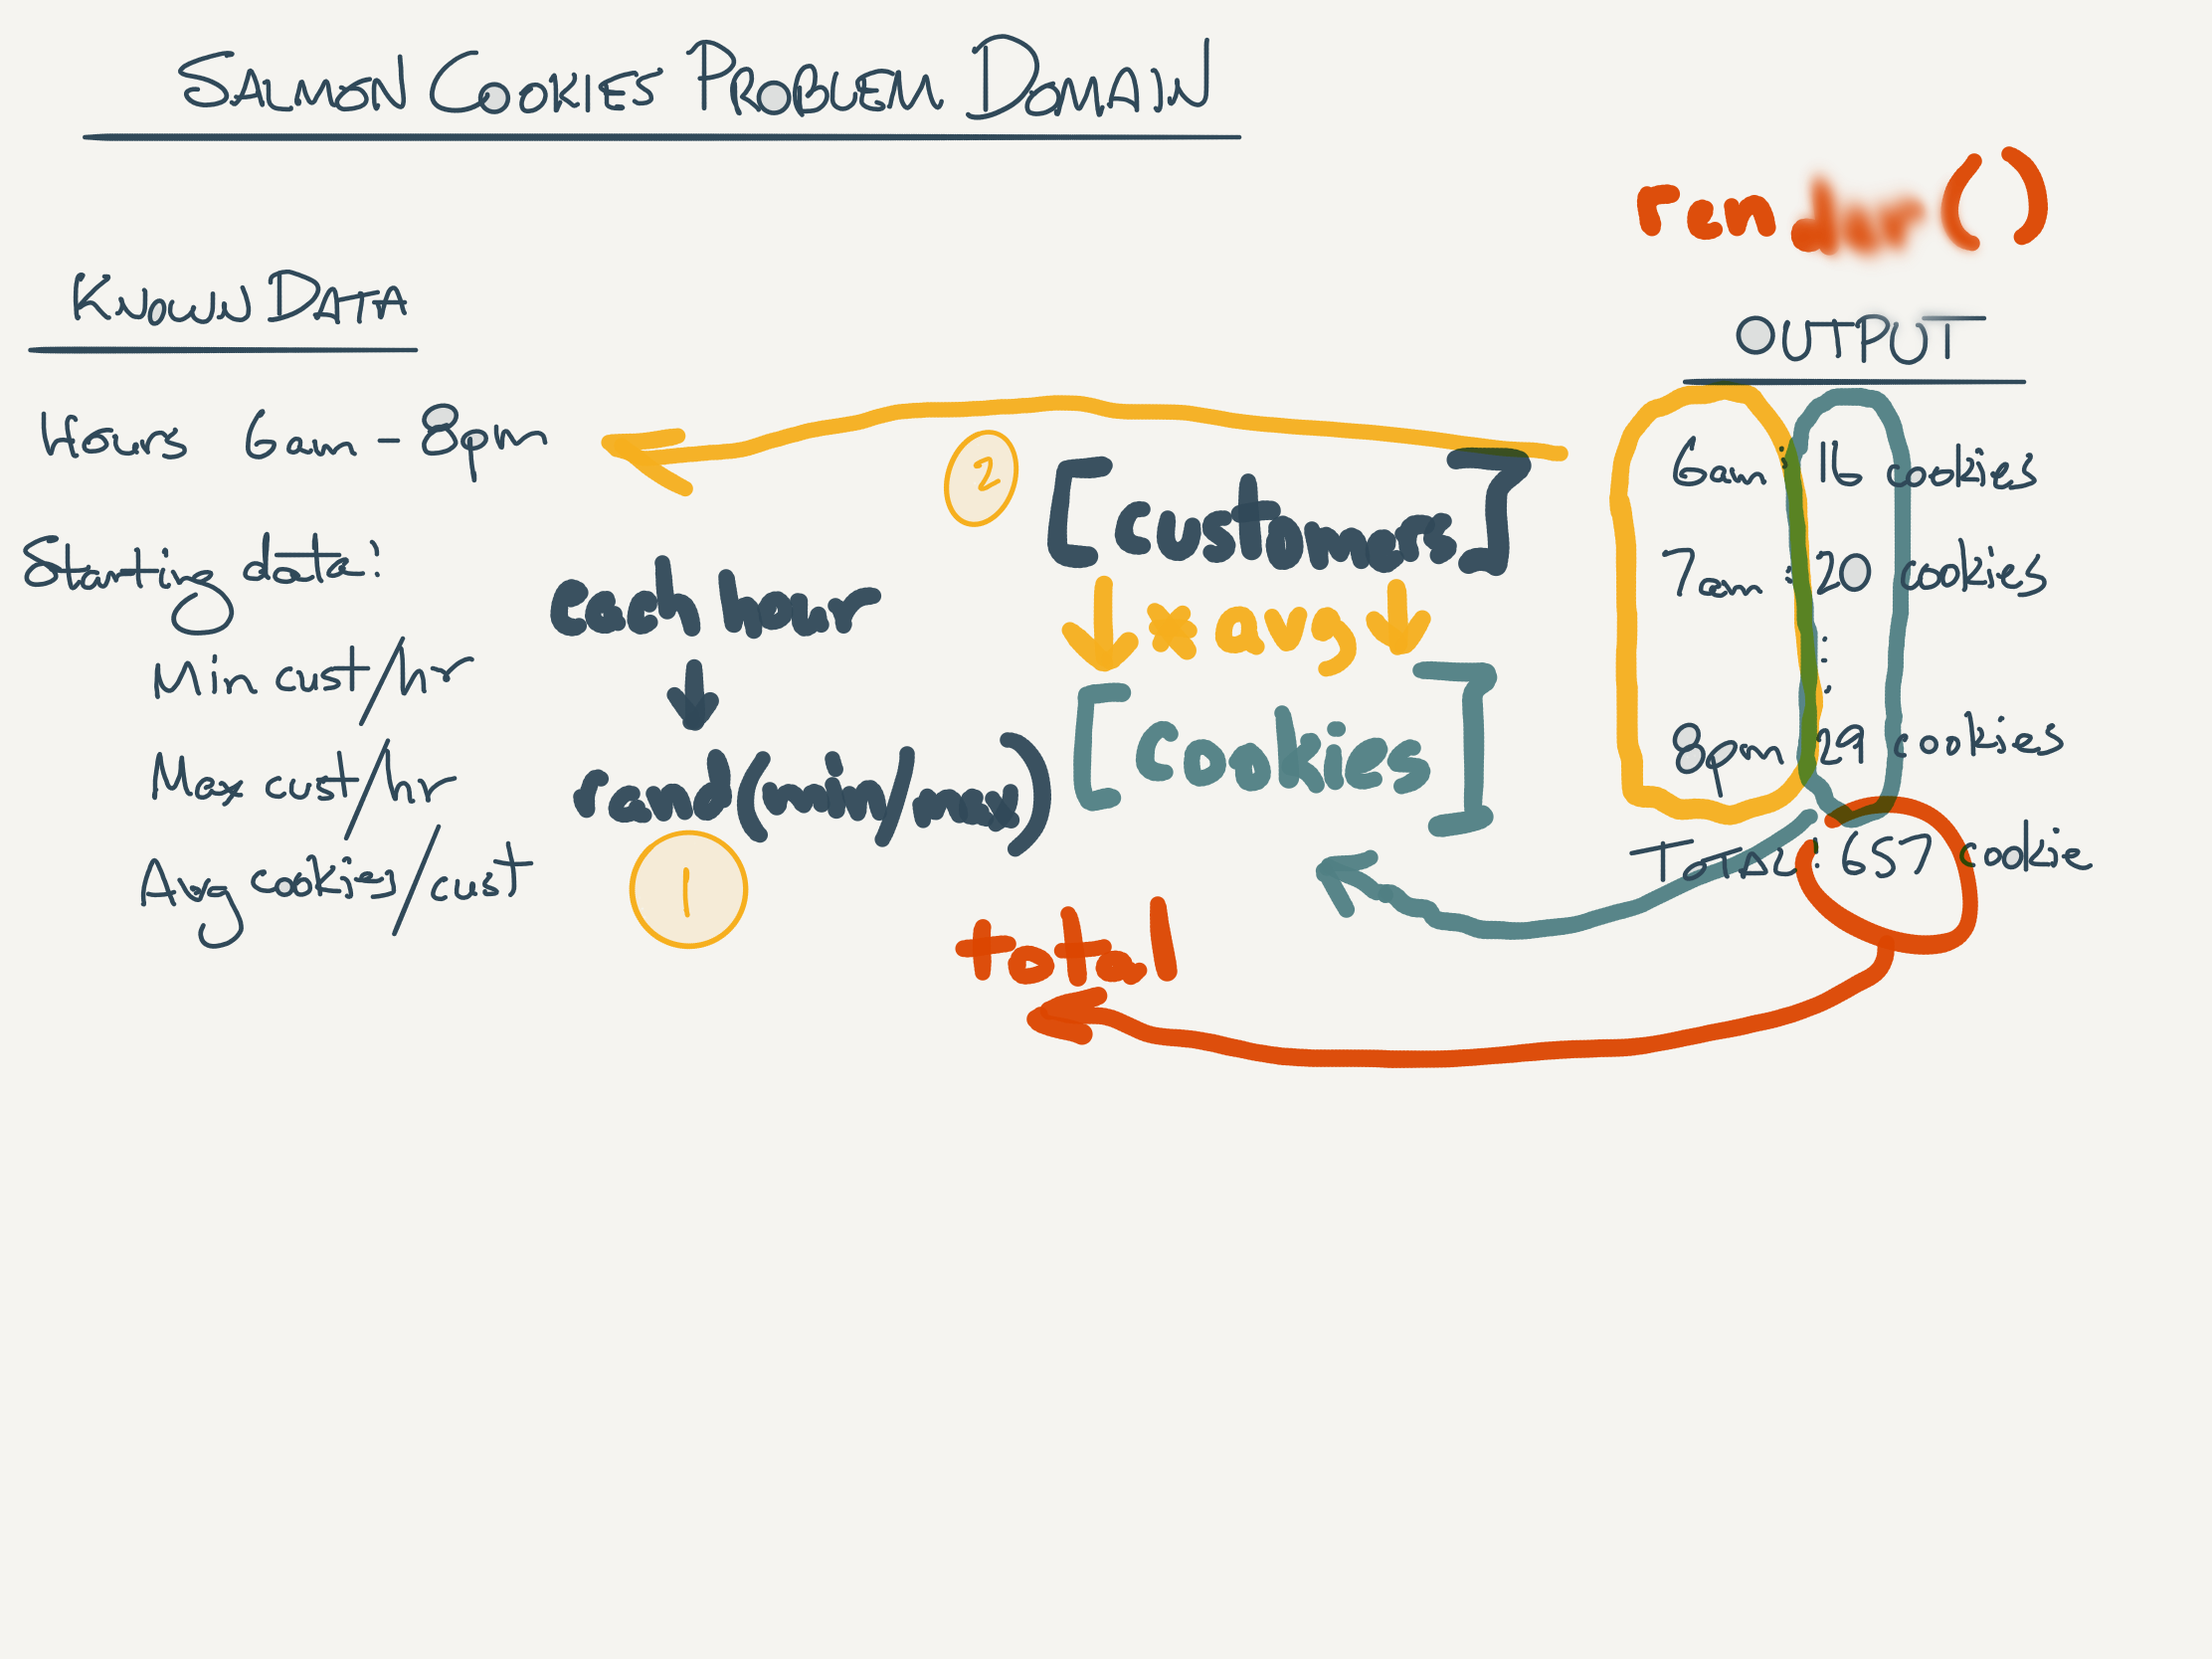 SALMON COOKIES PROBLEM DOMAIN
render()
KNOWN DATA
OUTPUT
Hours 6am - 8pm
Starting data:
Min cust/hr
Max cust/hr
Avg cookies/cust
each hour
rand(min/max)
1
2
[customers]
* avg
[cookies]
total
6am : 16 cookies
7am : 20 cookies
⋮
8pm 29 cookies
TOTAL: 657 cookie